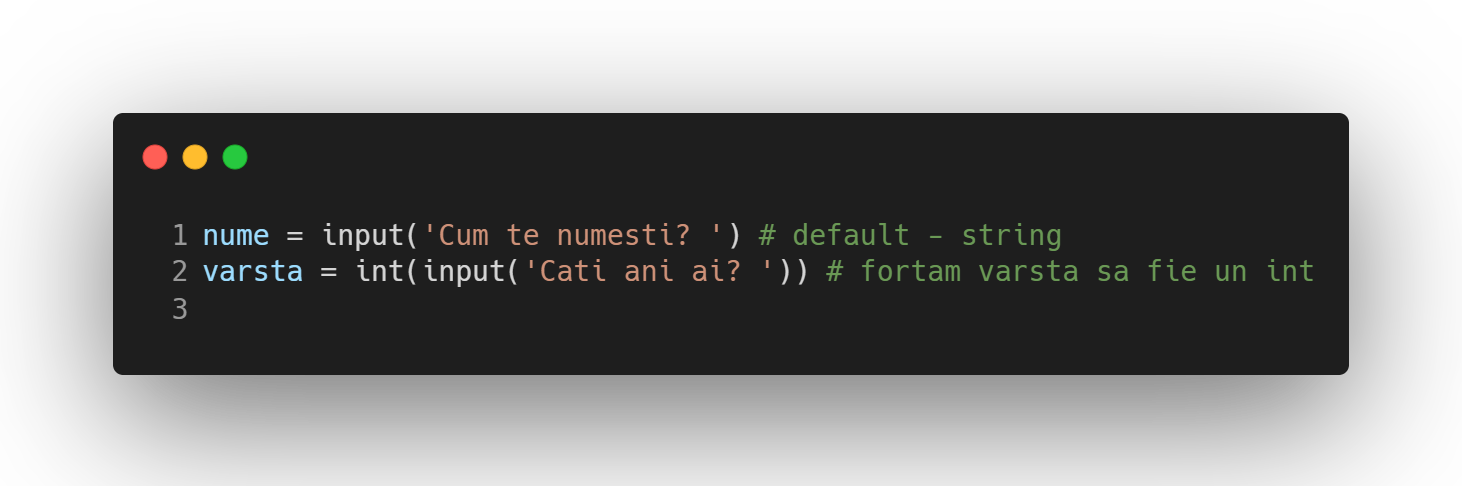 1 nume = input('Cum te numesti? ') # default - string
2 varsta = int(input('Cati ani ai? ')) # fortam varsta sa fie un int
3